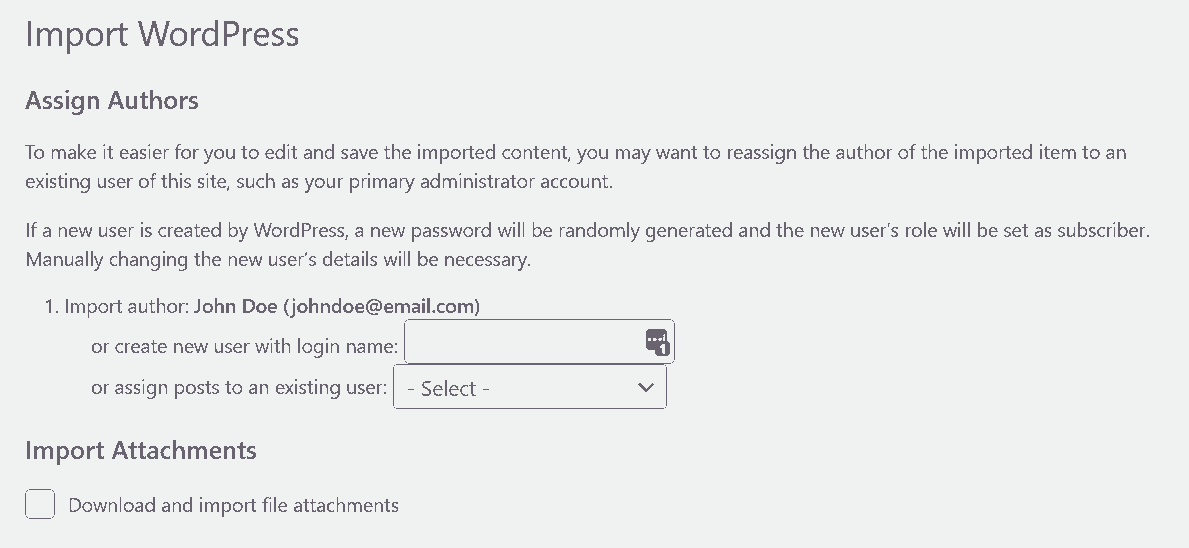 Import WordPress
Assign Authors
To make it easier for you to edit and save the imported content, you may want to reassign the author of the imported item to an
existing user of this site, such as your primary administrator account.
If a new user is created by WordPress, a new password will be randomly generated and the new user's role will be set as subscriber.
Manually changing the new user's details will be necessary.
1. Import author: John Doe (johndoe@email.com)
or create new user with login name:
1
or assign posts to an existing user: - Select -
Import Attachments
Download and import file attachments